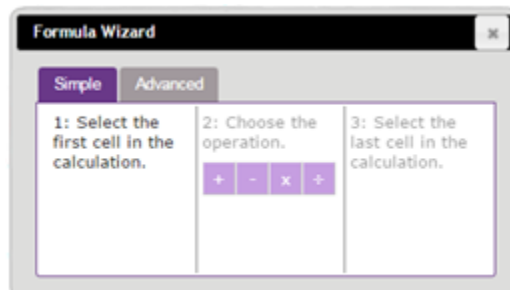 Formula Wizard
×
Simple
Advanced
1: Select the
first cell in the
calculation.
2: Choose the
operation.
+ - x ÷
3: Select the
last cell in the
calculation.